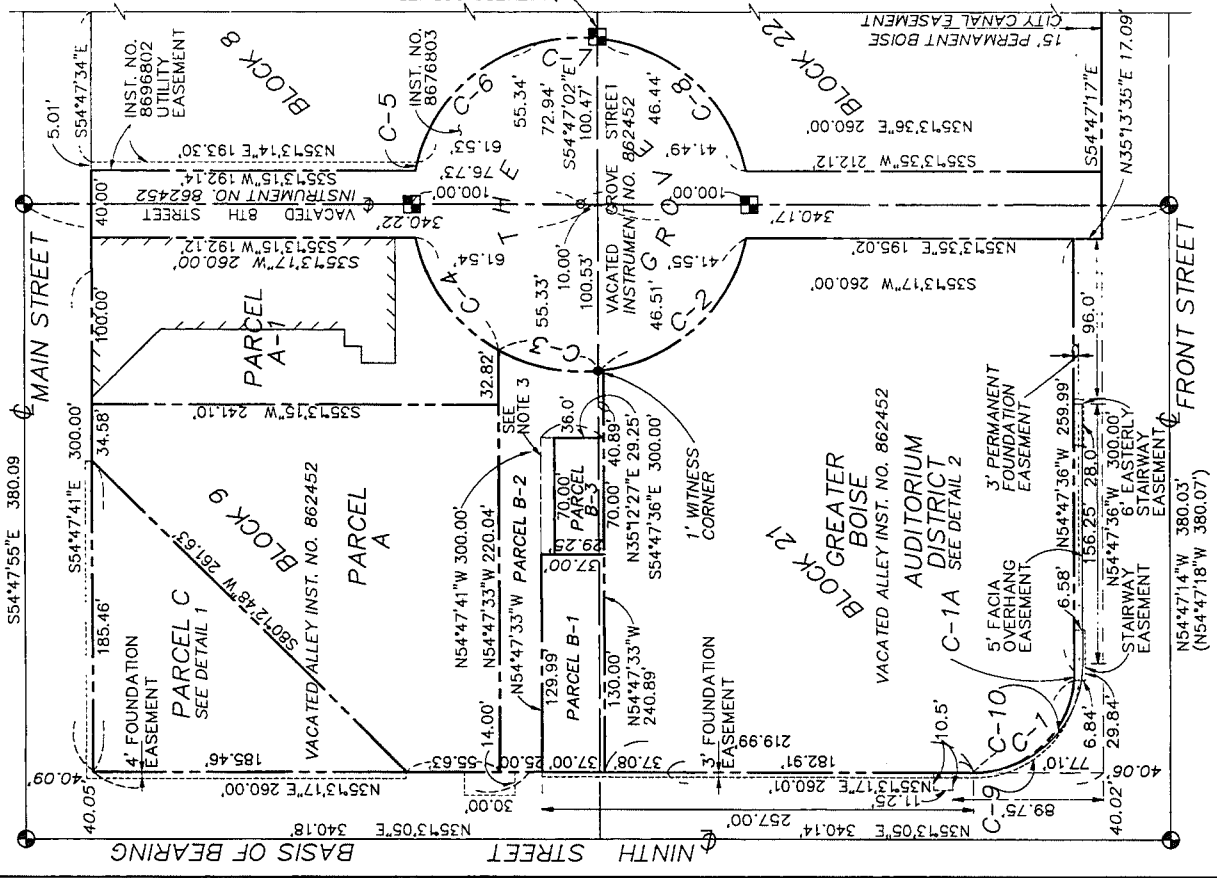 S54°47'55"E 380.09
MAIN STREET
S54°47'41"E 300.00'
40.09'
40.05'
185.46'
34.58'
100.00'
40.00'
5.01'
S54°47'34"E
INST. NO.
8696802
UTILITY
EASEMENT
BLOCK 8
4' FOUNDATION
EASEMENT
PARCEL C
SEE DETAIL 1
S80°12'48"W 261.63'
BLOCK 9
VACATED ALLEY INST. NO. 862452
PARCEL
A
PARCEL
A-1
S35°13'15"W 241.10'
S35°13'17"W 260.00'
S35°13'15"W 192.12'
VACATED 8TH STREET
INSTRUMENT NO. 862452
S35°13'15"W 192.14'
N35°13'14"E 193.30'
340.22'
100.00'
76.73'
61.53'
61.54'
C-5
INST. NO.
8676803
C-6
C-4
THE
55.34'
72.94'
C-7
S54°47'02"E
100.47'
55.33'
10.00'
100.53'
C-3
VACATED GROVE STREET
INSTRUMENT NO. 862452
GROVE
46.51'
46.44'
C-2
C-8
41.55'
41.49'
100.00'
340.17'
32.82'
SEE
NOTE 3
36.0'
N54°47'41"W 300.00'
N54°47'33"W 220.04'
N54°47'33"W PARCEL B-2
129.99'
PARCEL B-1
70.00'
PARCEL
B-3
29.25'
37.00'
70.00'
40.89'
N35°12'27"E 29.25'
S54°47'36"E 300.00'
130.00'
N54°47'33"W
240.89'
1' WITNESS
CORNER
185.46'
N35°13'17"E 260.00'
55.63'
14.00'
25.00'
37.00'
30.00'
37.08'
3' FOUNDATION
EASEMENT
219.99'
182.91'
N35°13'17"E 260.01'
257.00'
10.5'
11.25'
BASIS OF BEARING
N35°13'05"E 340.18'
NINTH STREET
N35°13'05"E 340.14'
BLOCK 21
GREATER
BOISE
AUDITORIUM
DISTRICT
SEE DETAIL 2
VACATED ALLEY INST. NO. 862452
C-1A
C-10
C-1
C-9
77.10'
89.75'
40.06'
40.02'
6.84'
29.84'
6.58'
5' FACIA
OVERHANG
EASEMENT
STAIRWAY
EASEMENT
N54°47'36"W 259.99'
156.25'
28.0'
96.0'
3' PERMANENT
FOUNDATION
EASEMENT
N54°47'36"W 300.00'
6' EASTERLY
STAIRWAY
EASEMENT
S35°13'17"W 260.00'
N35°13'35"E 195.02'
S35°13'35"W 212.12'
N35°13'36"E 260.00'
BLOCK 22
15' PERMANENT BOISE
CITY CANAL EASEMENT
S54°47'17"E
N35°13'35"E 17.09'
FRONT STREET
N54°47'14"W 380.03'
(N54°47'18"W 380.07')